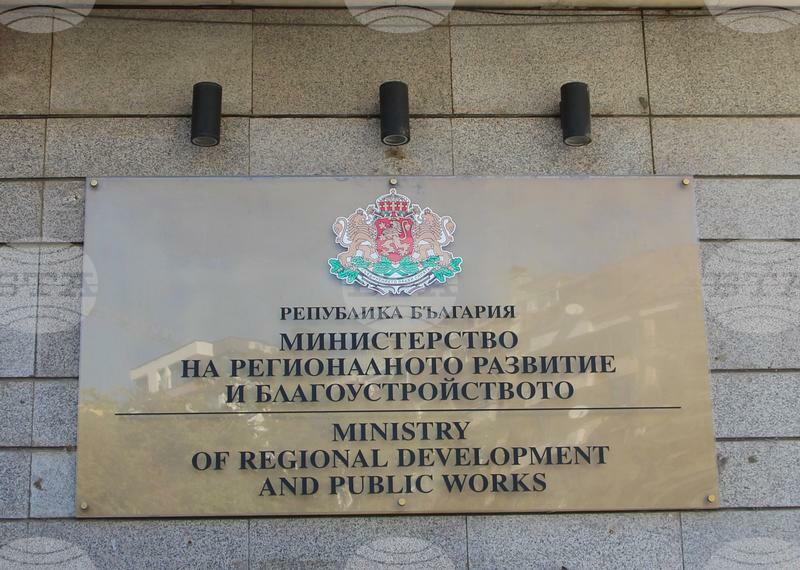 РЕПУБЛИКА БЪЛГАРИЯ
МИНИСТЕРСТВО
НА РЕГИОНАЛНОТО РАЗВИТИЕ
И БЛАГОУСТРОЙСТВОТО
MINISTRY
OF REGIONAL DEVELOPMENT
AND PUBLIC WORKS